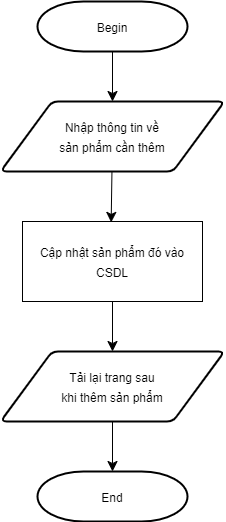 Begin
Nhập thông tin về
sản phẩm cần thêm
Cập nhật sản phẩm đó vào
CSDL
Tải lại trang sau
khi thêm sản phẩm
End